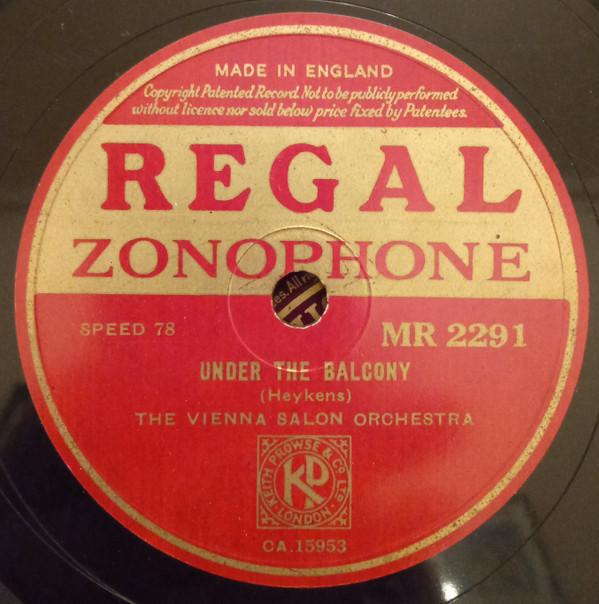 MADE IN ENGLAND
Copyright Patented Record. Not to be publicly performed
without licence nor sold below price fixed by Patentees.
REGAL
ZONOPHONE
es. All r
SPEED 78
MR 2291
UNDER THE BALCONY
(Heykens)
THE VIENNA SALON ORCHESTRA
KEITH PROWSE & CO LTD
KP
LONDON
CA.15953